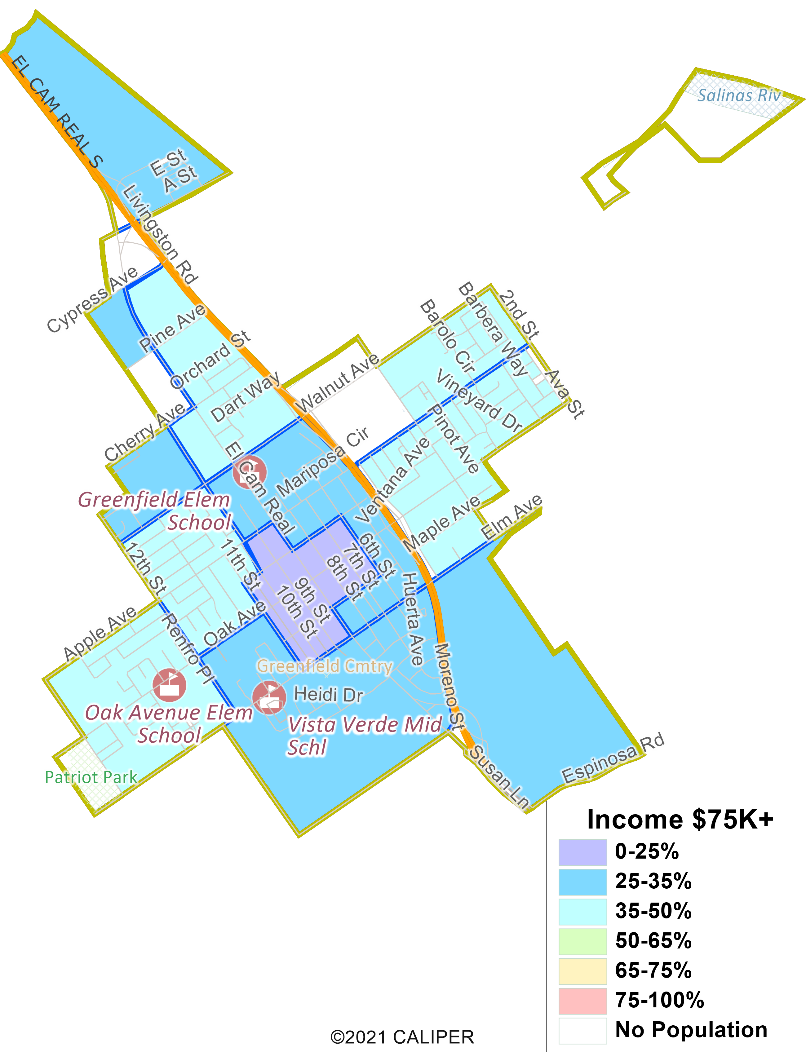 EL CAM REAL S
Salinas Riv
E St
A St
Livingston Rd
Cypress Ave
Pine Ave
Orchard St
Dart Way
Walnut Ave
2nd St
Barbera Way
Barolo Cir
Ava St
Vineyard Dr
Pinot Ave
Cherry Ave
El Cam Real
Mariposa Cir
Ventana Ave
Greenfield Elem
School
Maple Ave
Elm Ave
12th St
11th St
6th St
7th St
8th St
9th St
10th St
Huerta Ave
Apple Ave
Renfro Pl
Oak Ave
Greenfield Cmtry
Moreno St
Heidi Dr
Oak Avenue Elem
School
Vista Verde Mid
Schl
Patriot Park
Susan Ln
Espinosa Rd
Income $75K+
0-25%
25-35%
35-50%
50-65%
65-75%
75-100%
No Population
©2021 CALIPER